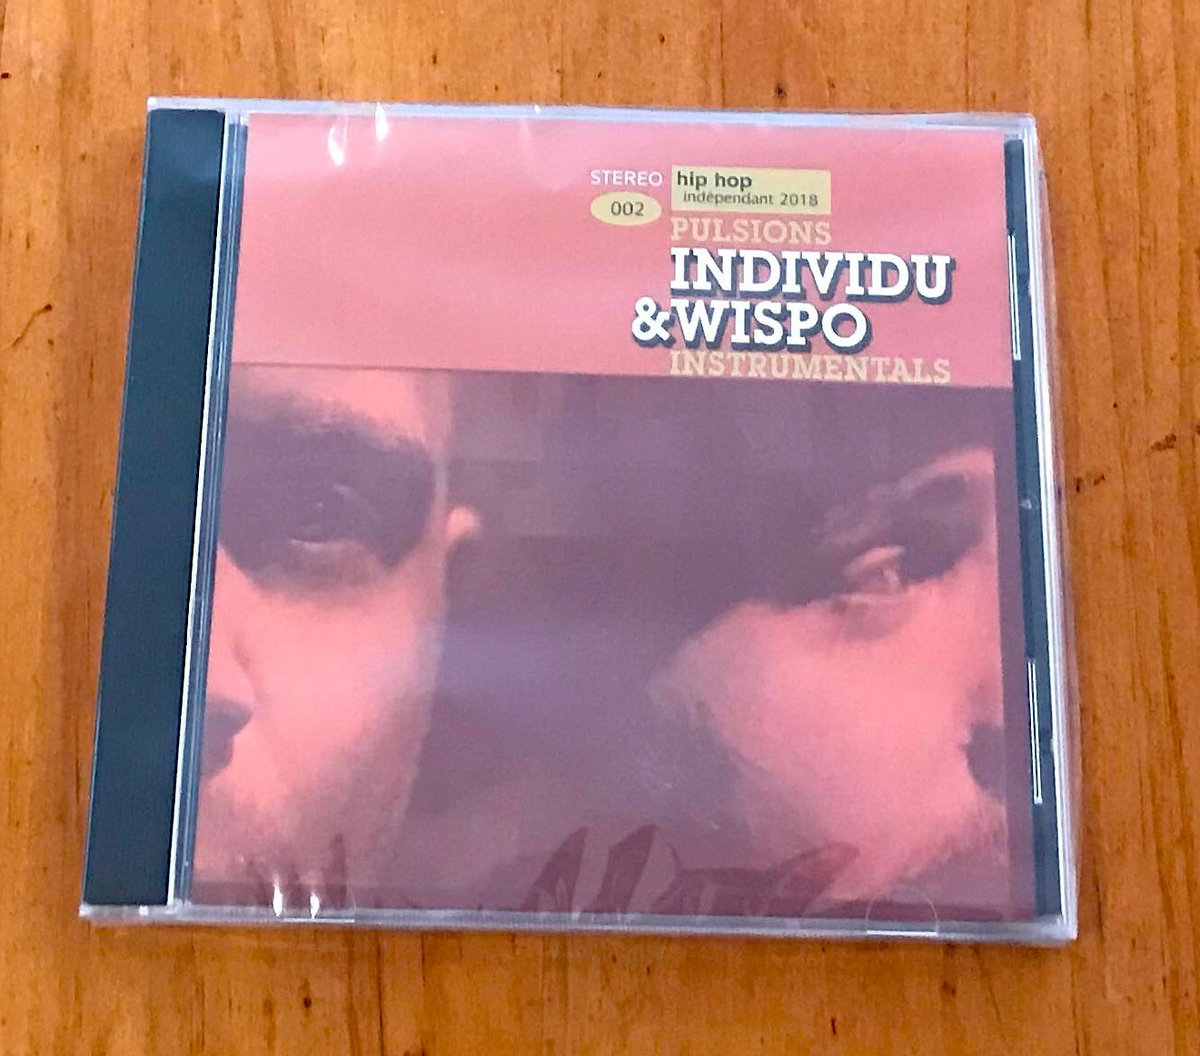 STEREO
002
hip hop
indépendant 2018
PULSIONS
INDIVIDU
&WISPO
INSTRUMENTALS